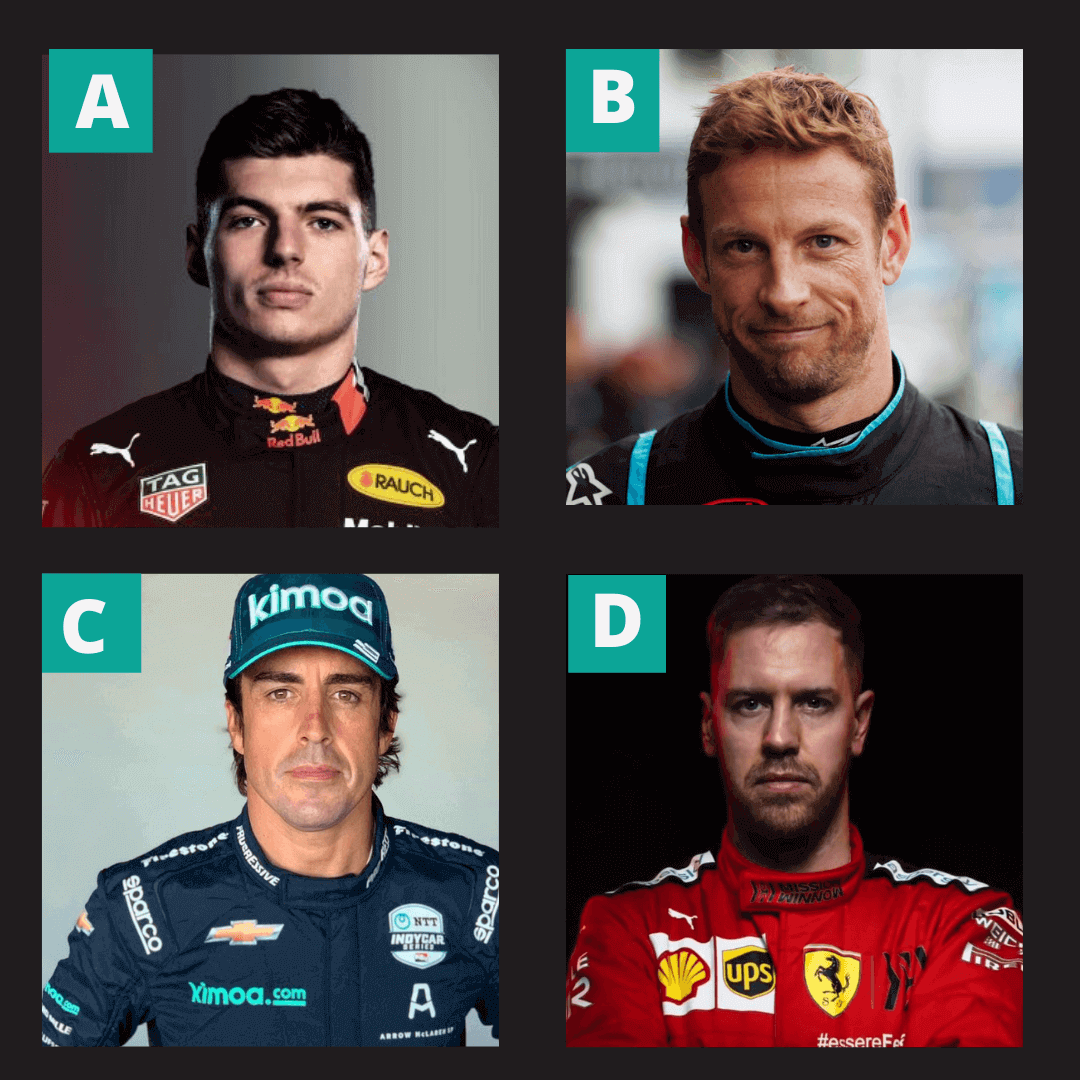 A
B
Red Bull
TAG
HEUER
RAUCH
C
D
kimoa
Firestone
PROGRESSIVE
Firestone
sparco
sparco
NTT
INDYCAR
SERIES
kimoa.com
A
ARROW McLAREN SP
MISSION
WINNOW
ups
#essereFe